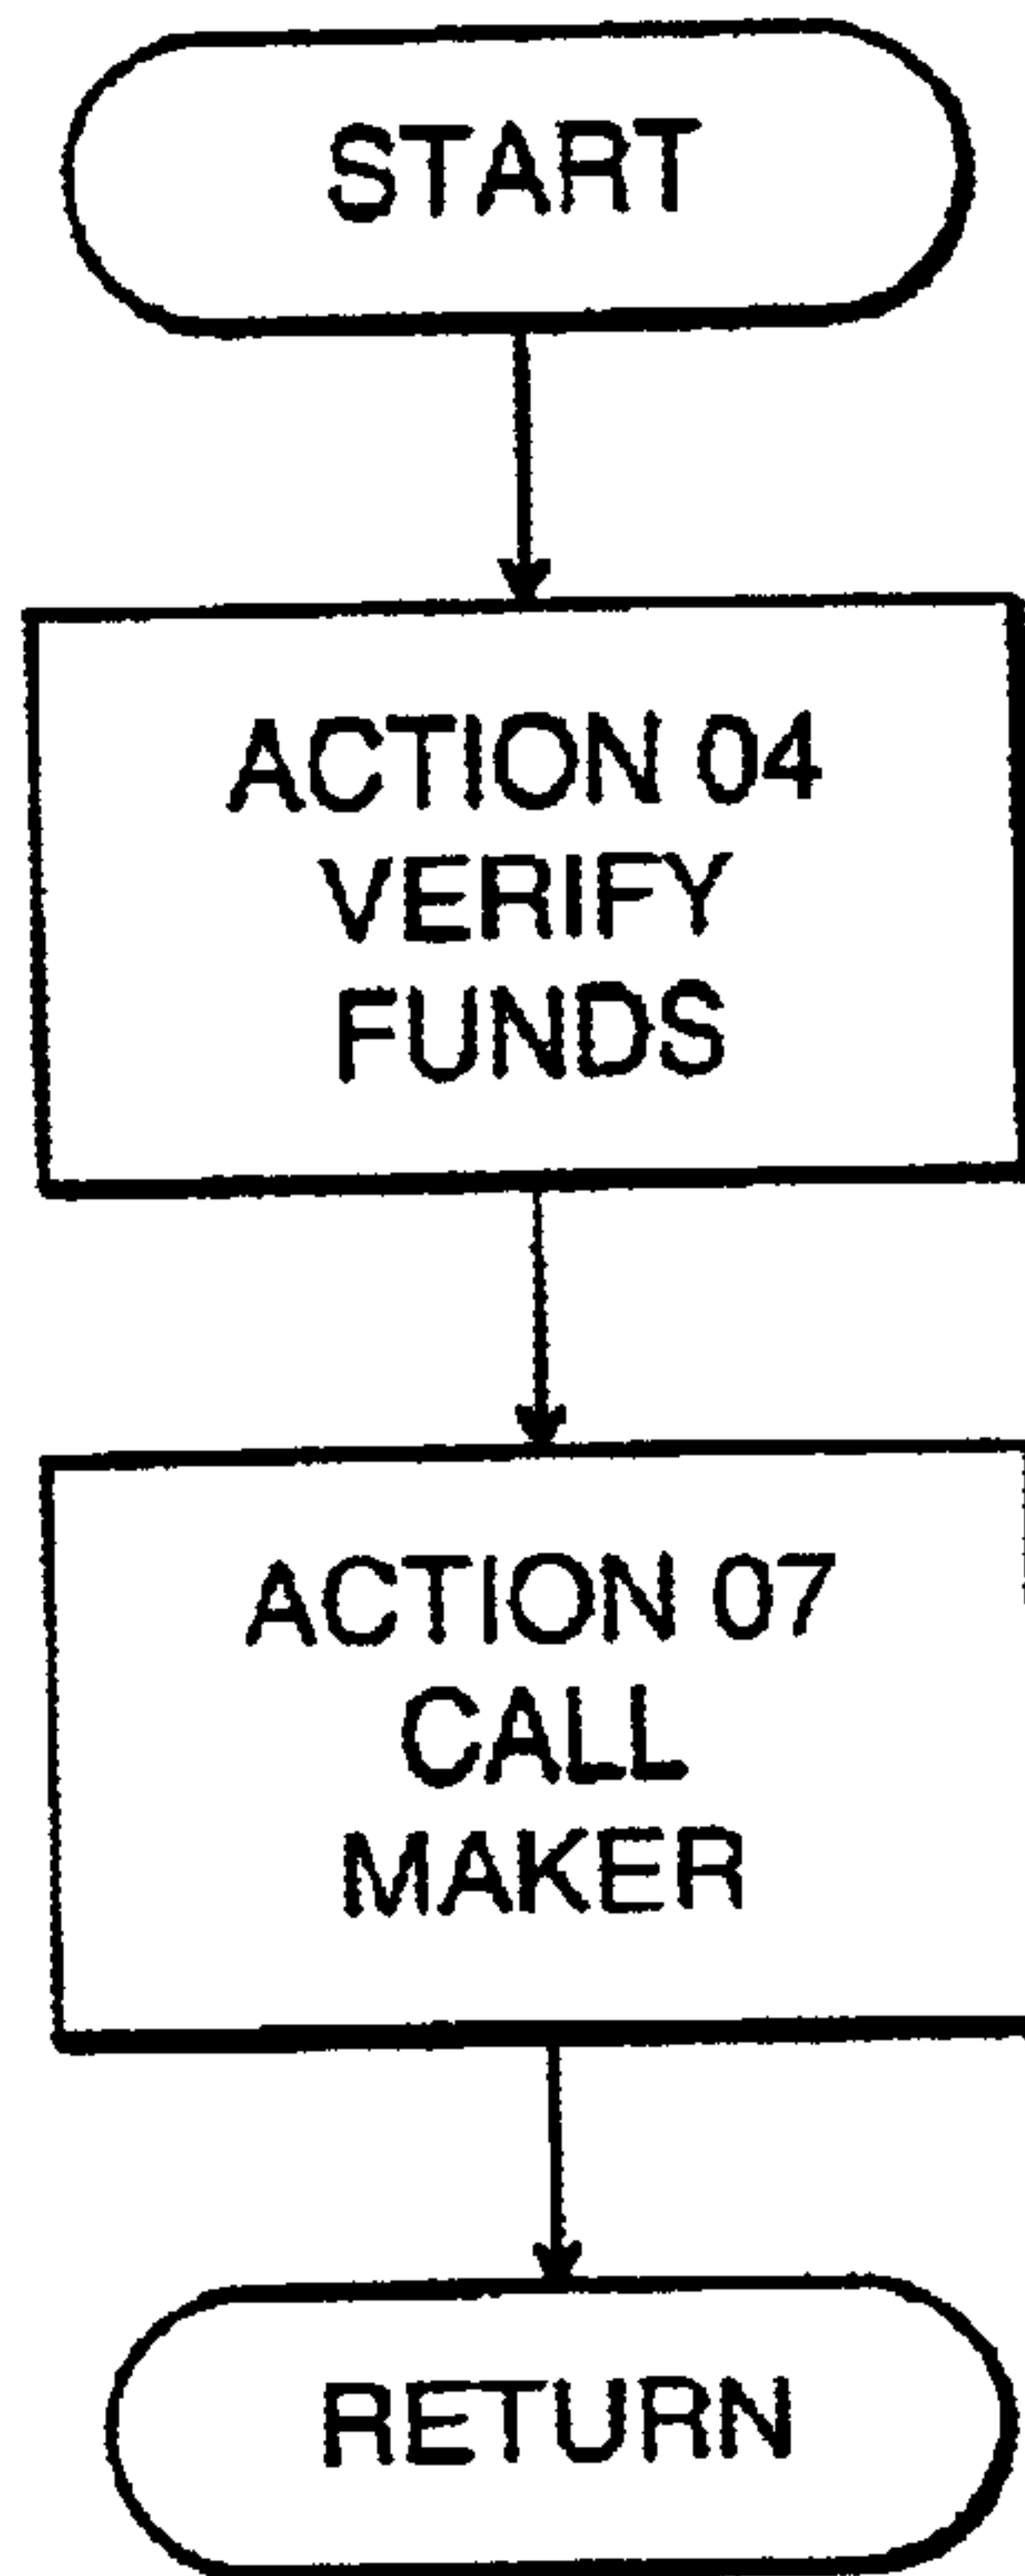 START
ACTION 04
VERIFY
FUNDS
ACTION 07
CALL
MAKER
RETURN